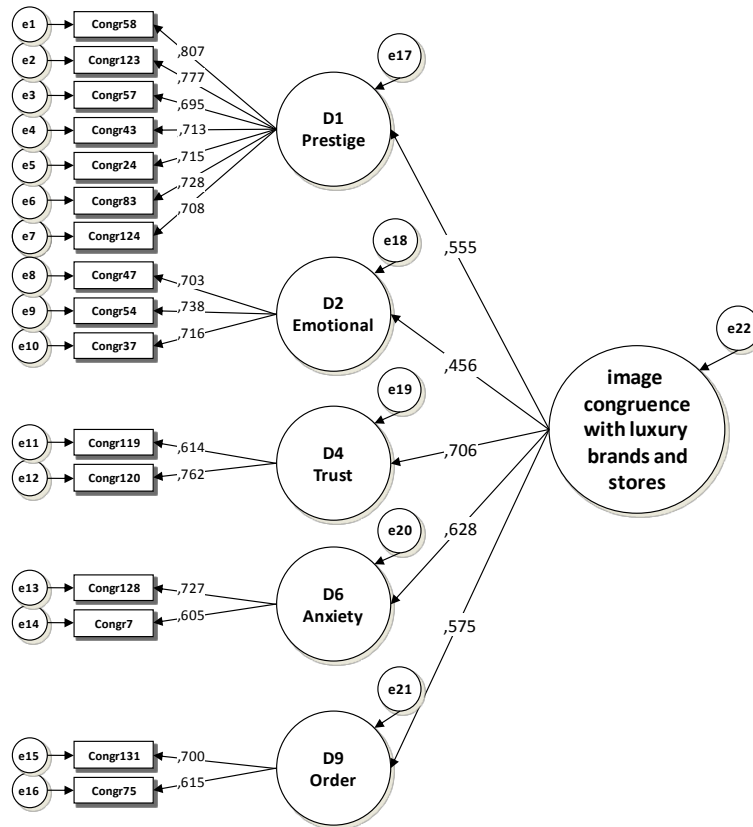 e1
Congr58
,807
e2
Congr123
,777
e3
Congr57
,695
e4
Congr43
,713
e5
Congr24
,715
e6
Congr83
,728
e7
Congr124
,708
e17
D1
Prestige
,555
e8
Congr47
,703
e9
Congr54
,738
e10
Congr37
,716
e18
D2
Emotional
,456
e22
image
congruence
with luxury
brands and
stores
e11
Congr119
,614
e12
Congr120
,762
e19
D4
Trust
,706
e13
Congr128
,727
e14
Congr7
,605
e20
D6
Anxiety
,628
e15
Congr131
,700
e16
Congr75
,615
e21
D9
Order
,575